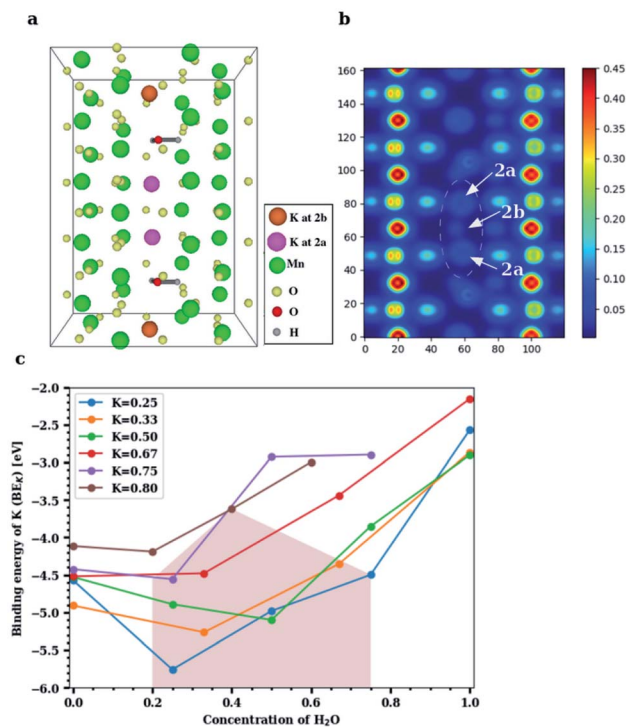 a
K at 2b
K at 2a
Mn
O
O
H
b
160
140
120
100
80
60
40
20
0
0 20 40 60 80 100
2a
2b
2a
0.45
0.40
0.35
0.30
0.25
0.20
0.15
0.10
0.05
c
Binding energy of K (BE_K) [eV]
−2.0
−2.5
−3.0
−3.5
−4.0
−4.5
−5.0
−5.5
−6.0
K=0.25
K=0.33
K=0.50
K=0.67
K=0.75
K=0.80
0.0 0.2 0.4 0.6 0.8 1.0
Concentration of H₂O